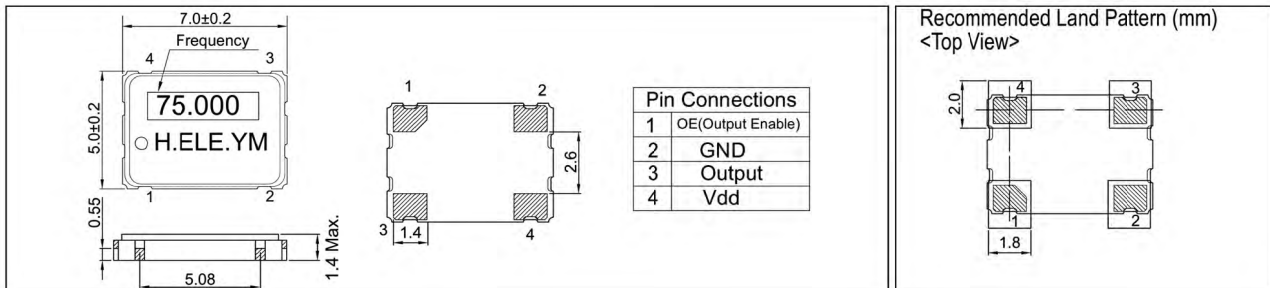 7.0±0.2
Frequency
4
3
75.000
H.ELE.YM
5.0±0.2
1
2
0.55
1.4 Max.
5.08
1
2
2.6
3
1.4
4
Pin Connections
1 OE(Output Enable)
2 GND
3 Output
4 Vdd
Recommended Land Pattern (mm)
<Top View>
2.0
4
3
1
2
1.8